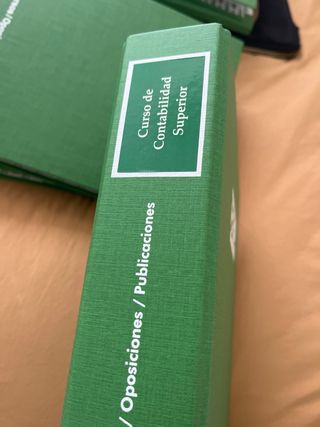 Curso de
Contabilidad
Superior
/ Oposiciones / Publicaciones